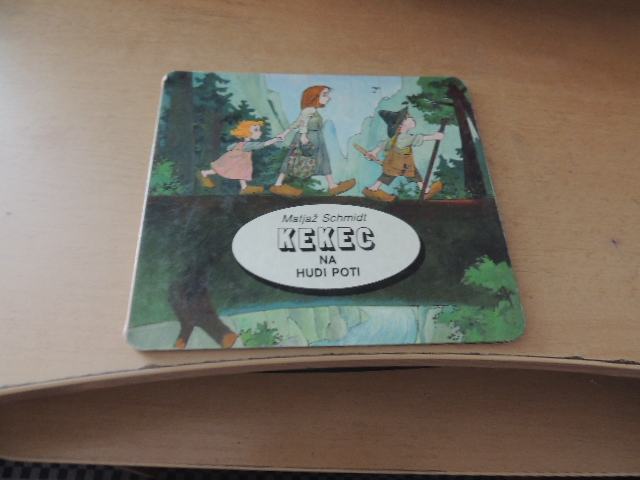 Matjaž Schmidt
KEKEC
NA
HUDI POTI